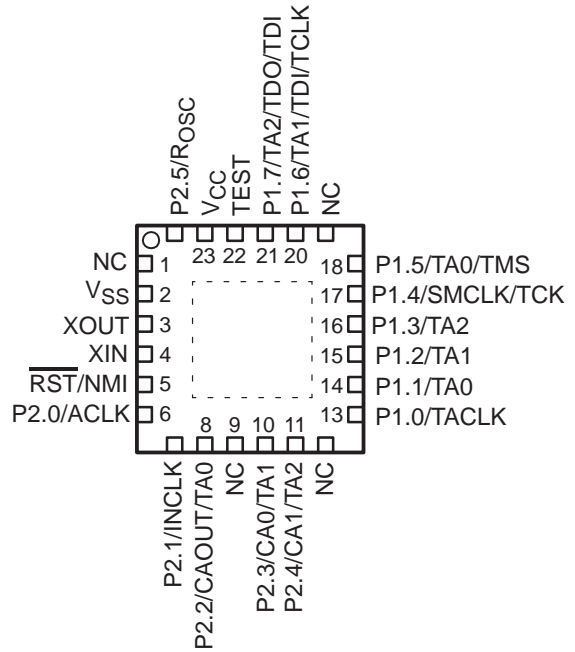 P2.5/ROSC
VCC
TEST
P1.7/TA2/TDO/TDI
P1.6/TA1/TDI/TCLK
NC
23 22 21 20
NC 1
VSS 2
XOUT 3
XIN 4
RST/NMI 5
P2.0/ACLK 6
18 P1.5/TA0/TMS
17 P1.4/SMCLK/TCK
16 P1.3/TA2
15 P1.2/TA1
14 P1.1/TA0
13 P1.0/TACLK
8 9 10 11
P2.1/INCLK
P2.2/CAOUT/TA0
NC
P2.3/CA0/TA1
P2.4/CA1/TA2
NC